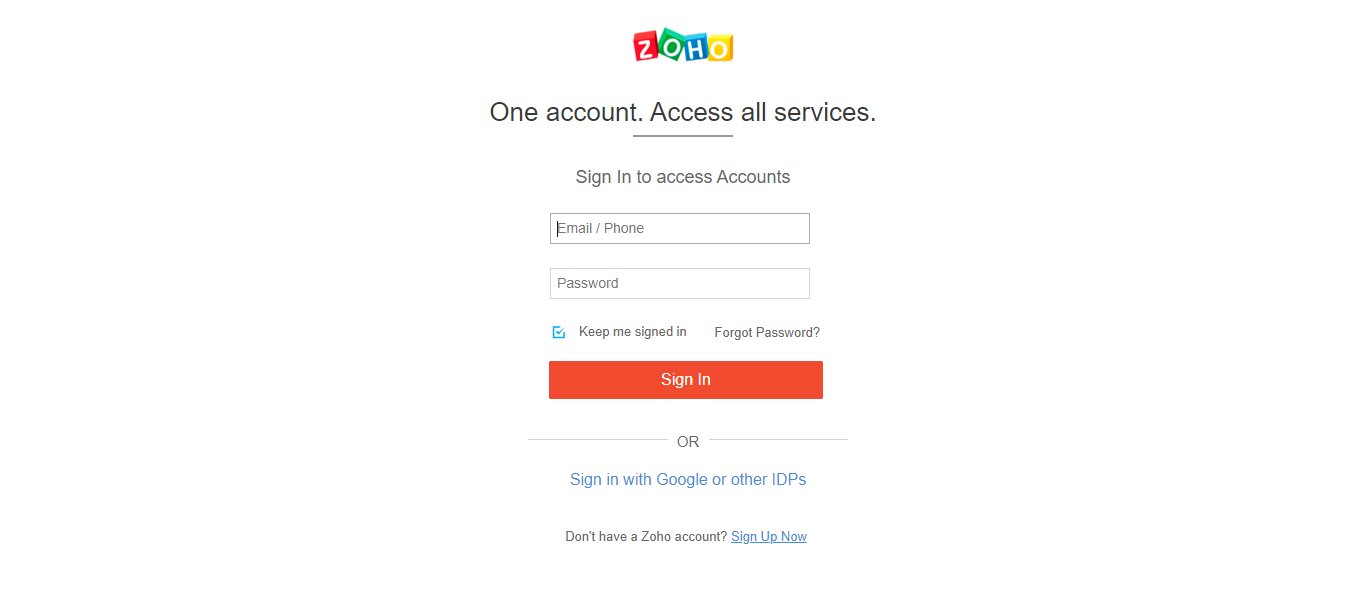 ZOHO
One account. Access all services.
Sign In to access Accounts
Email / Phone
Password
Keep me signed in Forgot Password?
Sign In
OR
Sign in with Google or other IDPs
Don't have a Zoho account? Sign Up Now